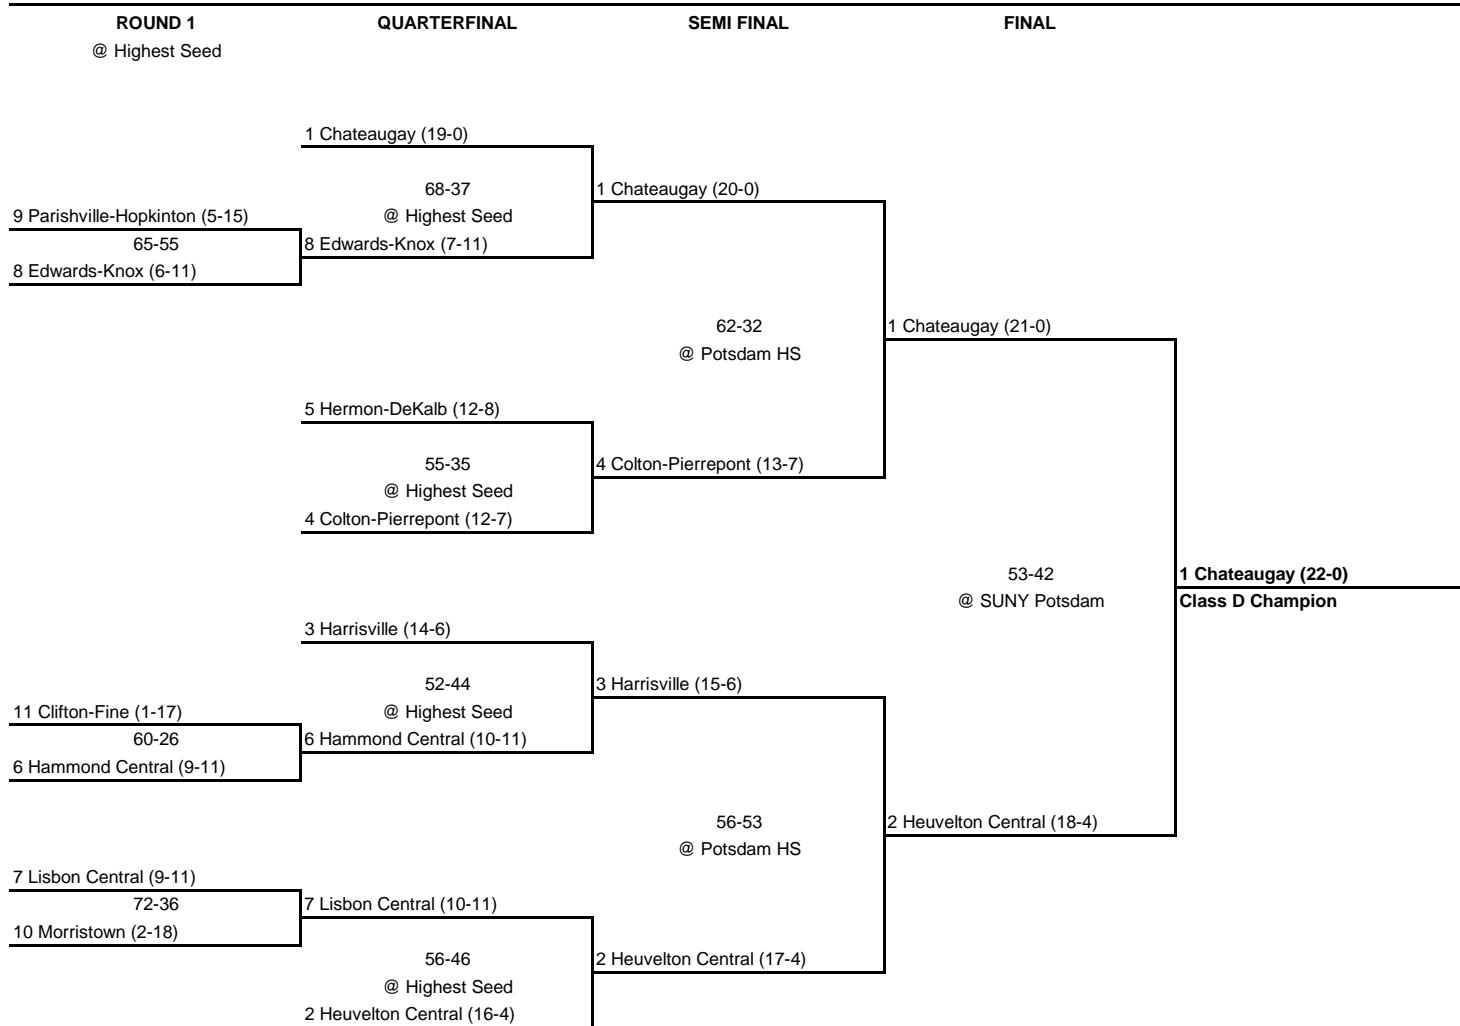 ROUND 1
QUARTERFINAL
SEMI FINAL
FINAL
@ Highest Seed
1 Chateaugay (19-0)
68-37
1 Chateaugay (20-0)
9 Parishville-Hopkinton (5-15)
@ Highest Seed
65-55
8 Edwards-Knox (7-11)
8 Edwards-Knox (6-11)
62-32
1 Chateaugay (21-0)
@ Potsdam HS
5 Hermon-DeKalb (12-8)
55-35
4 Colton-Pierrepont (13-7)
@ Highest Seed
4 Colton-Pierrepont (12-7)
53-42
1 Chateaugay (22-0)
@ SUNY Potsdam
Class D Champion
3 Harrisville (14-6)
52-44
3 Harrisville (15-6)
11 Clifton-Fine (1-17)
@ Highest Seed
60-26
6 Hammond Central (10-11)
6 Hammond Central (9-11)
56-53
2 Heuvelton Central (18-4)
@ Potsdam HS
7 Lisbon Central (9-11)
72-36
7 Lisbon Central (10-11)
10 Morristown (2-18)
56-46
2 Heuvelton Central (17-4)
@ Highest Seed
2 Heuvelton Central (16-4)